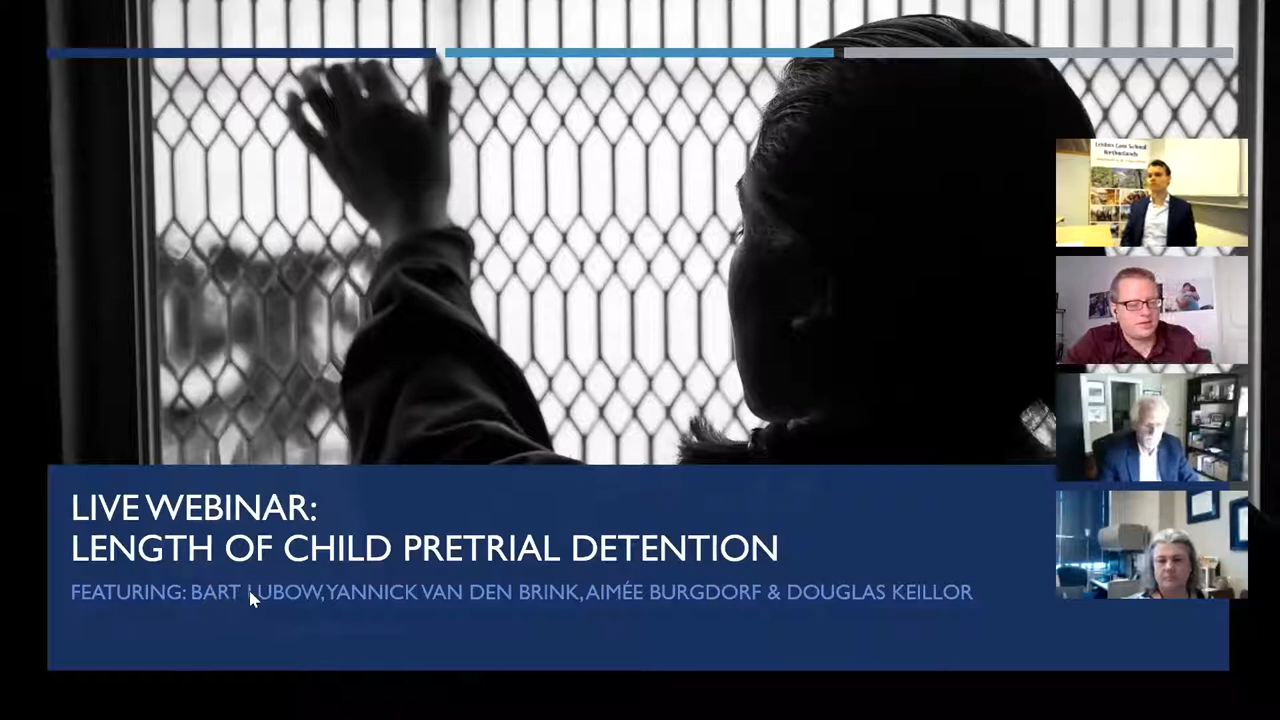 LIVE WEBINAR:
LENGTH OF CHILD PRETRIAL DETENTION
FEATURING: BART LUBOW, YANNICK VAN DEN BRINK, AIMÉE BURGDORF & DOUGLAS KEILLOR
Leiden Law School
Netherlands